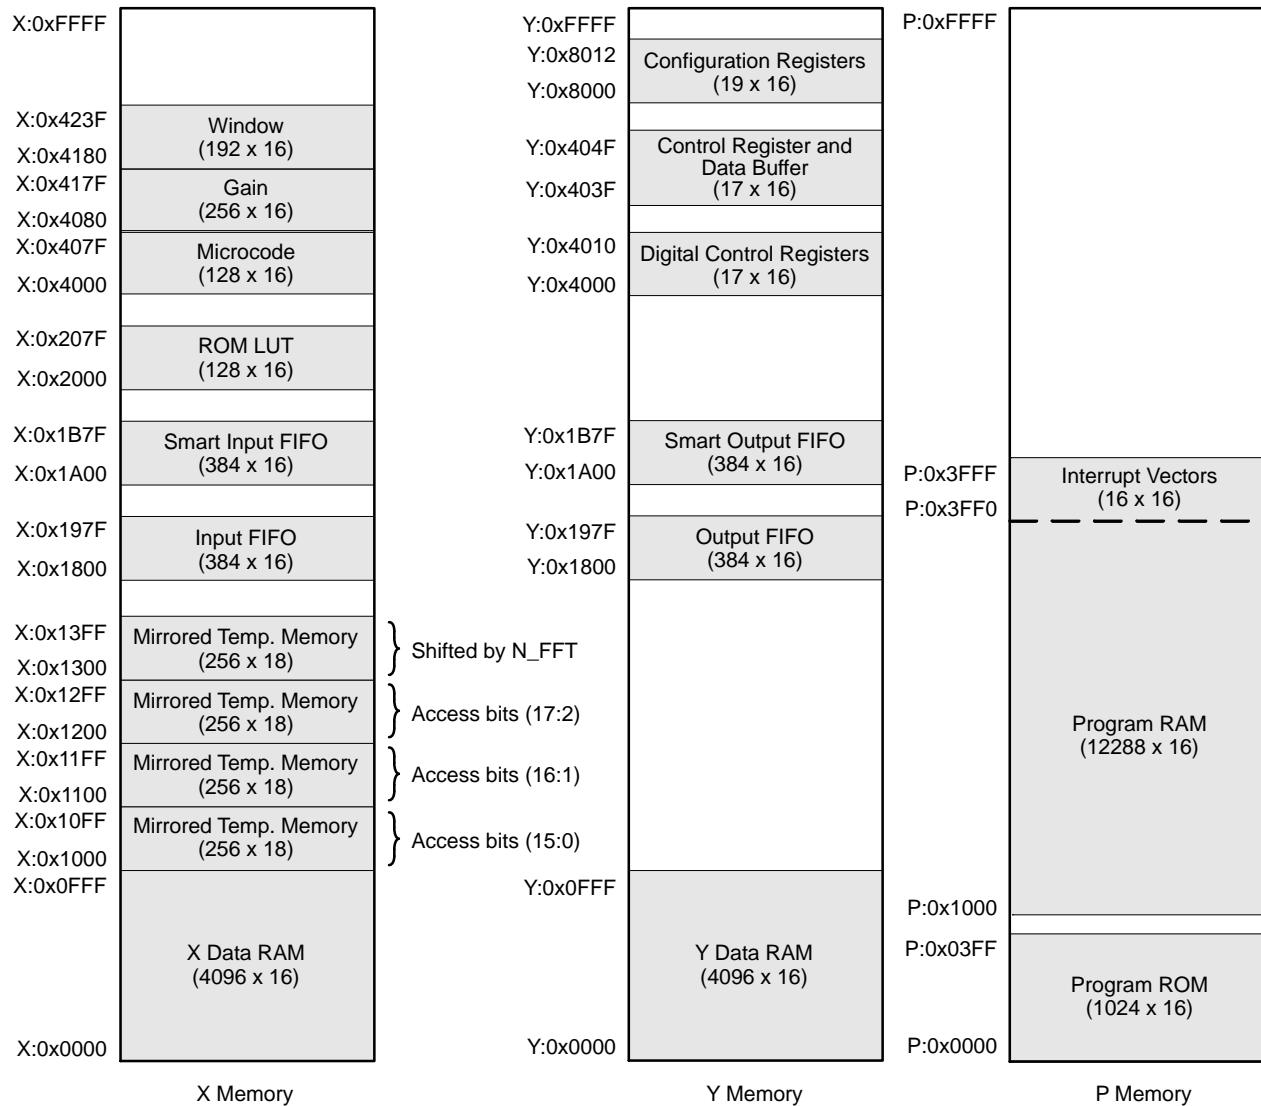 X:0xFFFF
X:0x423F
Window
(192 x 16)
X:0x4180
X:0x417F
Gain
(256 x 16)
X:0x4080
X:0x407F
Microcode
(128 x 16)
X:0x4000
X:0x207F
ROM LUT
(128 x 16)
X:0x2000
X:0x1B7F
Smart Input FIFO
(384 x 16)
X:0x1A00
X:0x197F
Input FIFO
(384 x 16)
X:0x1800
X:0x13FF
Mirrored Temp. Memory
(256 x 18)
Shifted by N_FFT
X:0x1300
X:0x12FF
Mirrored Temp. Memory
(256 x 18)
Access bits (17:2)
X:0x1200
X:0x11FF
Mirrored Temp. Memory
(256 x 18)
Access bits (16:1)
X:0x1100
X:0x10FF
Mirrored Temp. Memory
(256 x 18)
Access bits (15:0)
X:0x1000
X:0x0FFF
X Data RAM
(4096 x 16)
X:0x0000
X Memory
Y:0xFFFF
Y:0x8012
Configuration Registers
(19 x 16)
Y:0x8000
Y:0x404F
Control Register and
Data Buffer
(17 x 16)
Y:0x403F
Y:0x4010
Digital Control Registers
(17 x 16)
Y:0x4000
Y:0x1B7F
Smart Output FIFO
(384 x 16)
Y:0x1A00
Y:0x197F
Output FIFO
(384 x 16)
Y:0x1800
Y:0x0FFF
Y Data RAM
(4096 x 16)
Y:0x0000
Y Memory
P:0xFFFF
P:0x3FFF
Interrupt Vectors
(16 x 16)
P:0x3FF0
Program RAM
(12288 x 16)
P:0x1000
P:0x03FF
Program ROM
(1024 x 16)
P:0x0000
P Memory